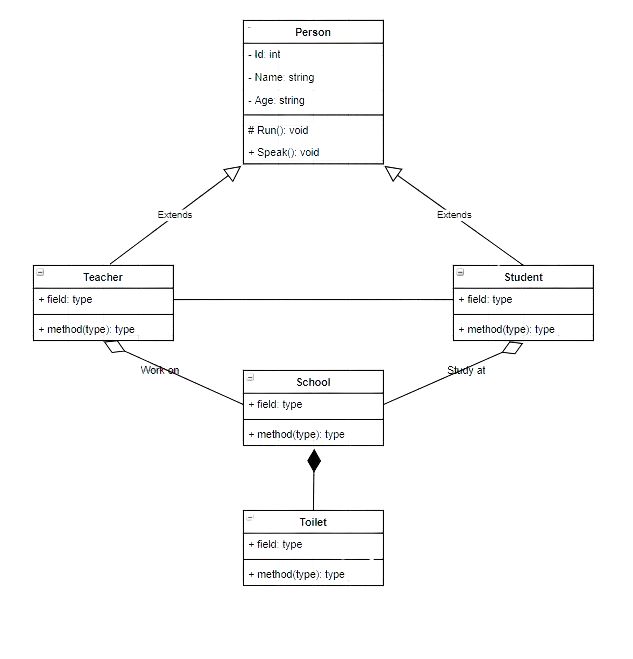 Person
- Id: int
- Name: string
- Age: string
# Run(): void
+ Speak(): void
Extends
Extends
Teacher
+ field: type
+ method(type): type
Student
+ field: type
+ method(type): type
Work on
Study at
School
+ field: type
+ method(type): type
Toilet
+ field: type
+ method(type): type